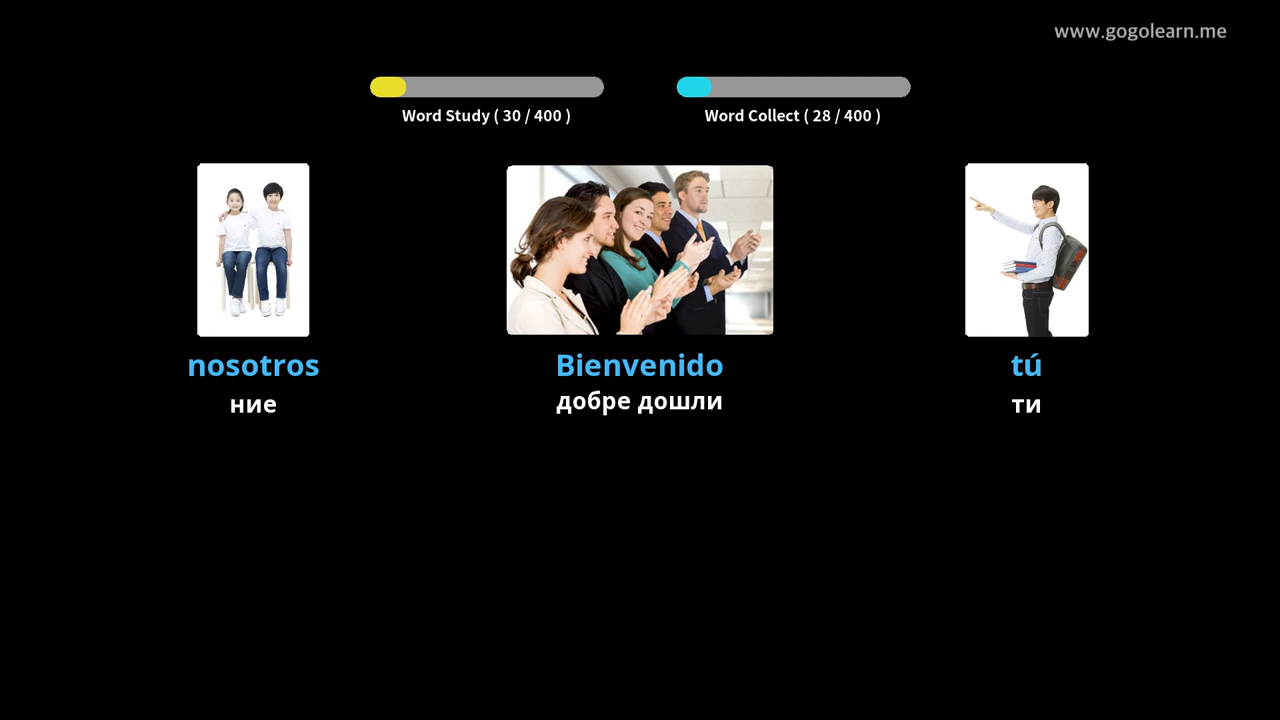 www.gogolearn.me
Word Study ( 30 / 400 )
Word Collect ( 28 / 400 )
nosotros
ние
Bienvenido
добре дошли
tú
ти